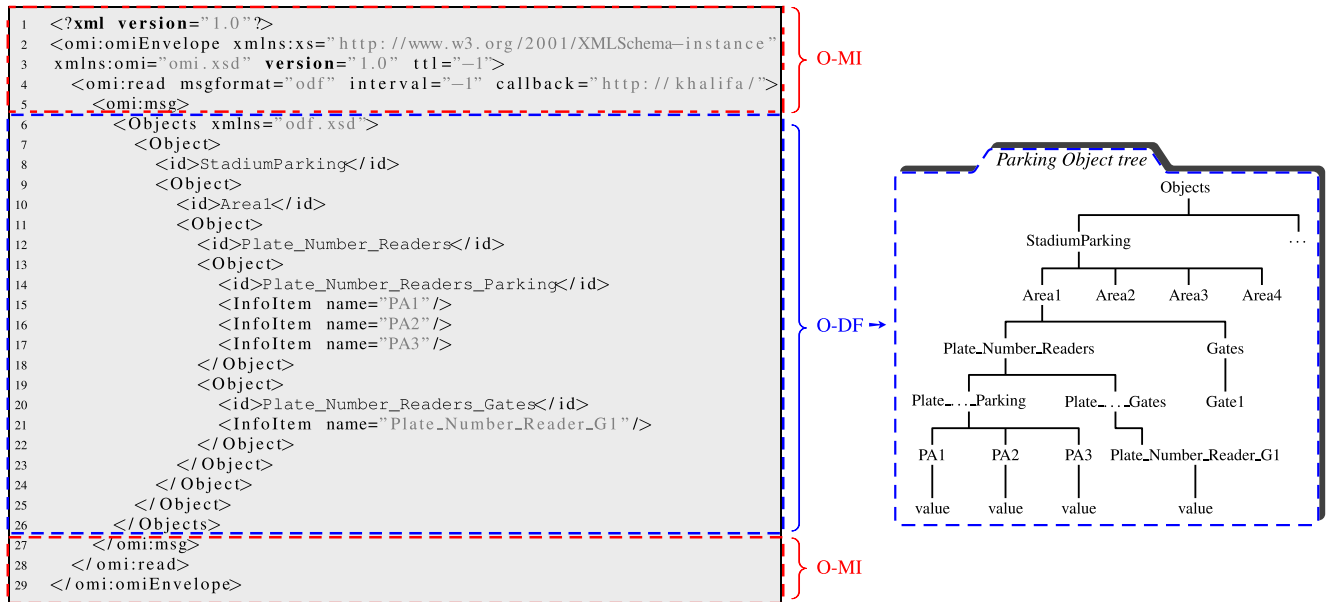 1 <?xml version="1.0"?>
2 <omi:omiEnvelope xmlns:xs="http://www.w3.org/2001/XMLSchema-instance"
3 xmlns:omi="omi.xsd" version="1.0" ttl="-1">
4 <omi:read msgformat="odf" interval="-1" callback="http://khalifa/">
5 <omi:msg>
6 <Objects xmlns="odf.xsd">
7 <Object>
8 <id>StadiumParking</id>
9 <Object>
10 <id>Area1</id>
11 <Object>
12 <id>Plate_Number_Readers</id>
13 <Object>
14 <id>Plate_Number_Readers_Parking</id>
15 <InfoItem name="PA1"/>
16 <InfoItem name="PA2"/>
17 <InfoItem name="PA3"/>
18 </Object>
19 <Object>
20 <id>Plate_Number_Readers_Gates</id>
21 <InfoItem name="Plate_Number_Reader_G1"/>
22 </Object>
23 </Object>
24 </Object>
25 </Object>
26 </Objects>
27 </omi:msg>
28 </omi:read>
29 </omi:omiEnvelope>
O-MI
O-DF
O-MI
Parking Object tree
Objects
StadiumParking ...
Area1 Area2 Area3 Area4
Plate_Number_Readers Gates
Plate_..._Parking Plate_..._Gates Gate1
PA1 PA2 PA3 Plate_Number_Reader_G1
value value value value